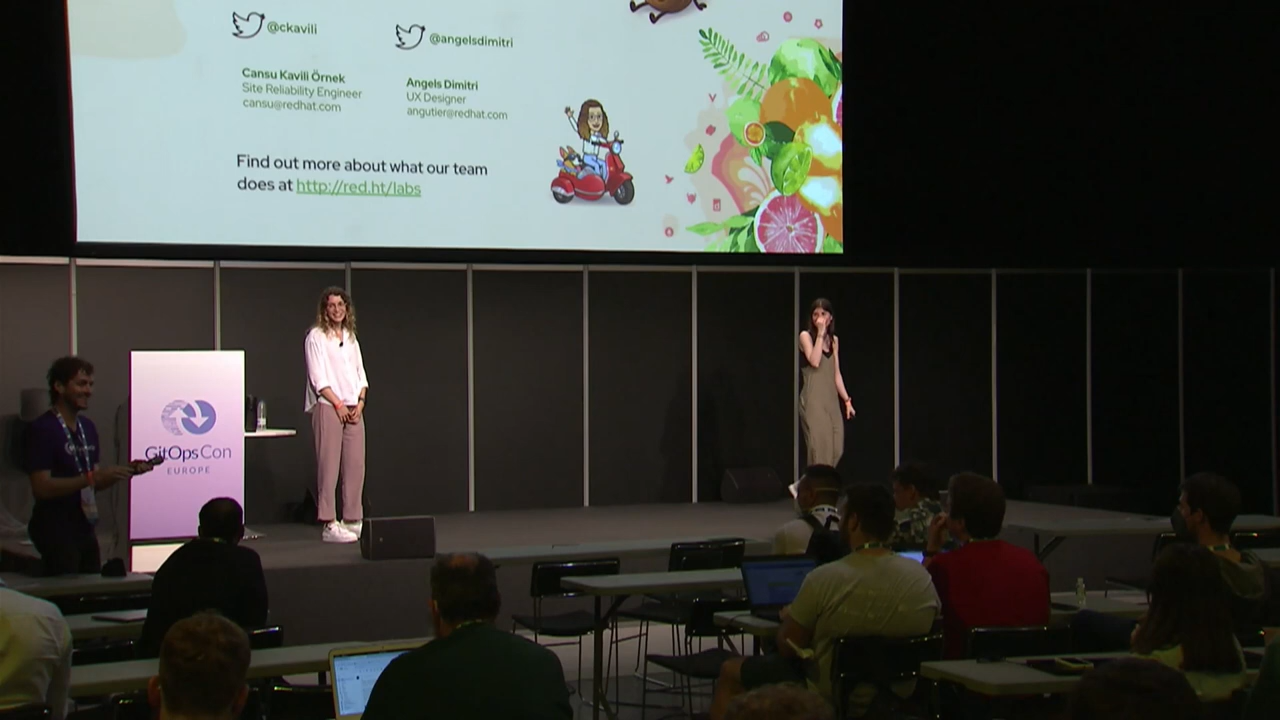 @ckavili
@angelsdimitri
Cansu Kavili Örnek
Site Reliability Engineer
cansu@redhat.com
Angels Dimitri
UX Designer
angutier@redhat.com
Find out more about what our team
does at http://red.ht/labs
GitOpsCon
EUROPE